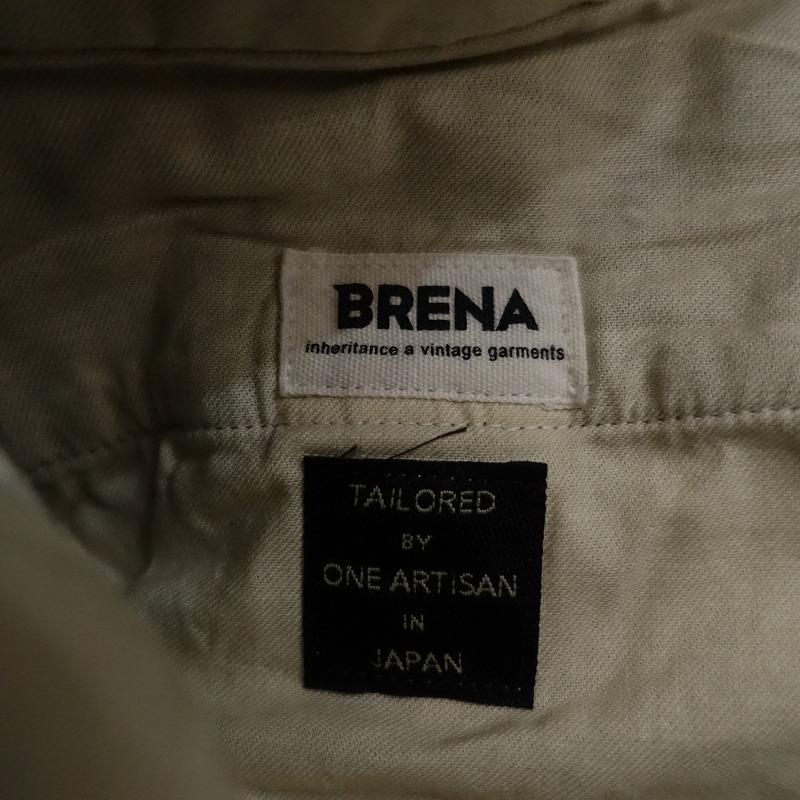 BRENA
inheritance a vintage garments
TAILORED
BY
ONE ARTISAN
IN
JAPAN